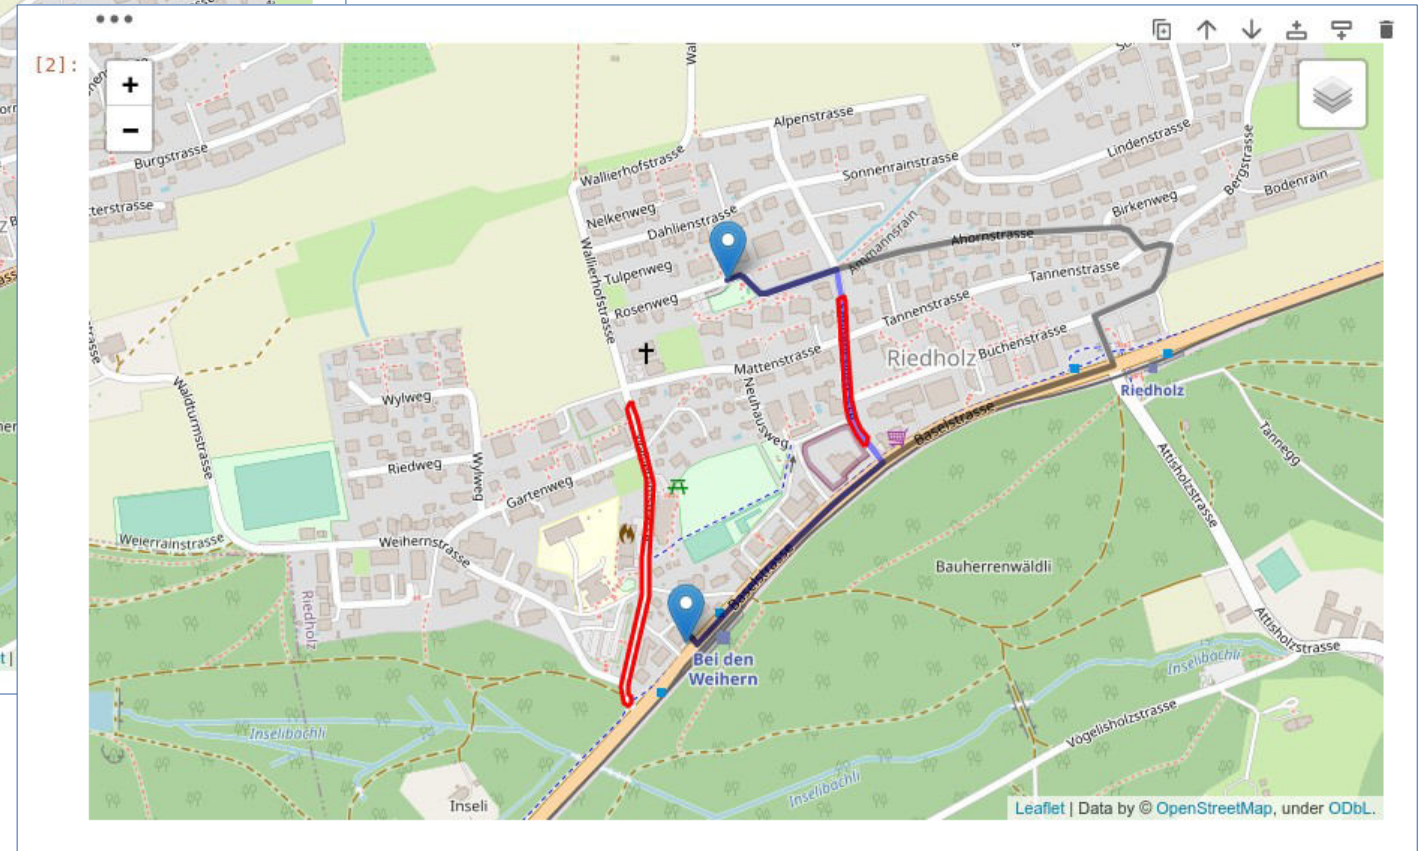 [2]:
+
−
Burgstrasse
Alpenstrasse
Wallierhofstrasse
Sonnenrainstrasse
Lindenstrasse
Bergstrasse
Bodenrain
Birkenweg
Nelkenweg
Dahlienstrasse
Ammannsrain
Ahornstrasse
Wallierhofstrasse
Tulpenweg
Tannenstrasse
Rosenweg
Tannenstrasse
Riedholz
Buchenstrasse
Mattenstrasse
Neuhausweg
Riedholz
Waldturmstrasse
Wylweg
Baselstrasse
Tannegg
Riedweg
Wylweg
Gartenweg
Attisholzstrasse
Weierrainstrasse
Weihernstrasse
Bauherrenwäldli
Baselstrasse
Riedholz
Attisholzstrasse
Bei den
Weihern
Inselibächli
Inselibächli
Vögelisholzstrasse
Inselibächli
Inseli
Leaflet | Data by © OpenStreetMap, under ODbL.